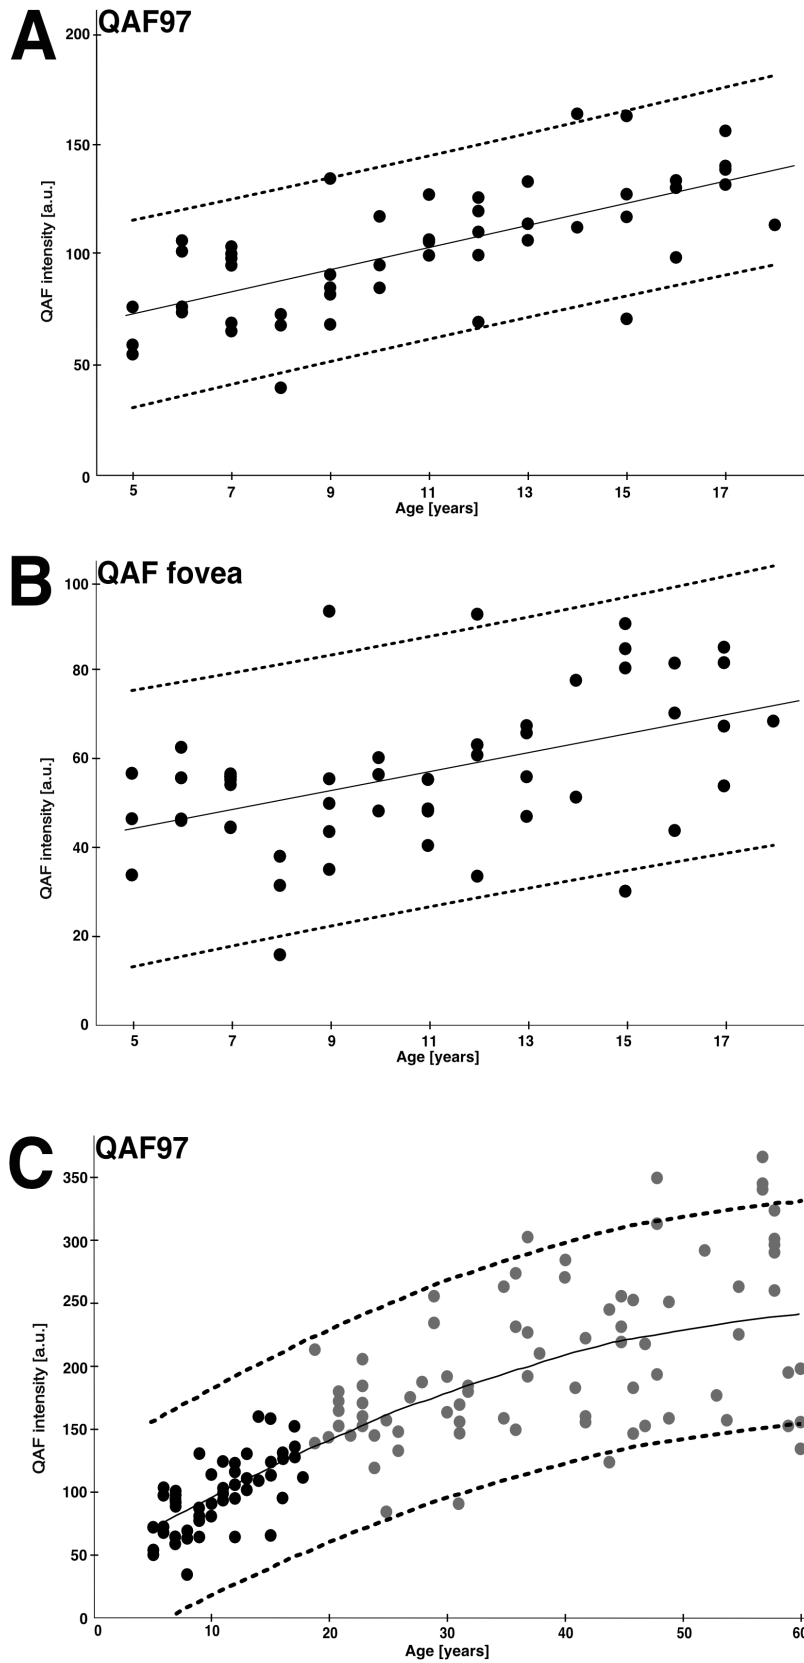 A
QAF97
200
150
100
50
0
QAF intensity [a.u.]
5 7 9 11 13 15 17
Age [years]
B
QAF fovea
100
80
60
40
20
0
QAF intensity [a.u.]
5 7 9 11 13 15 17
Age [years]
C
QAF97
350
300
250
200
150
100
50
0
QAF intensity [a.u.]
0 10 20 30 40 50 60
Age [years]